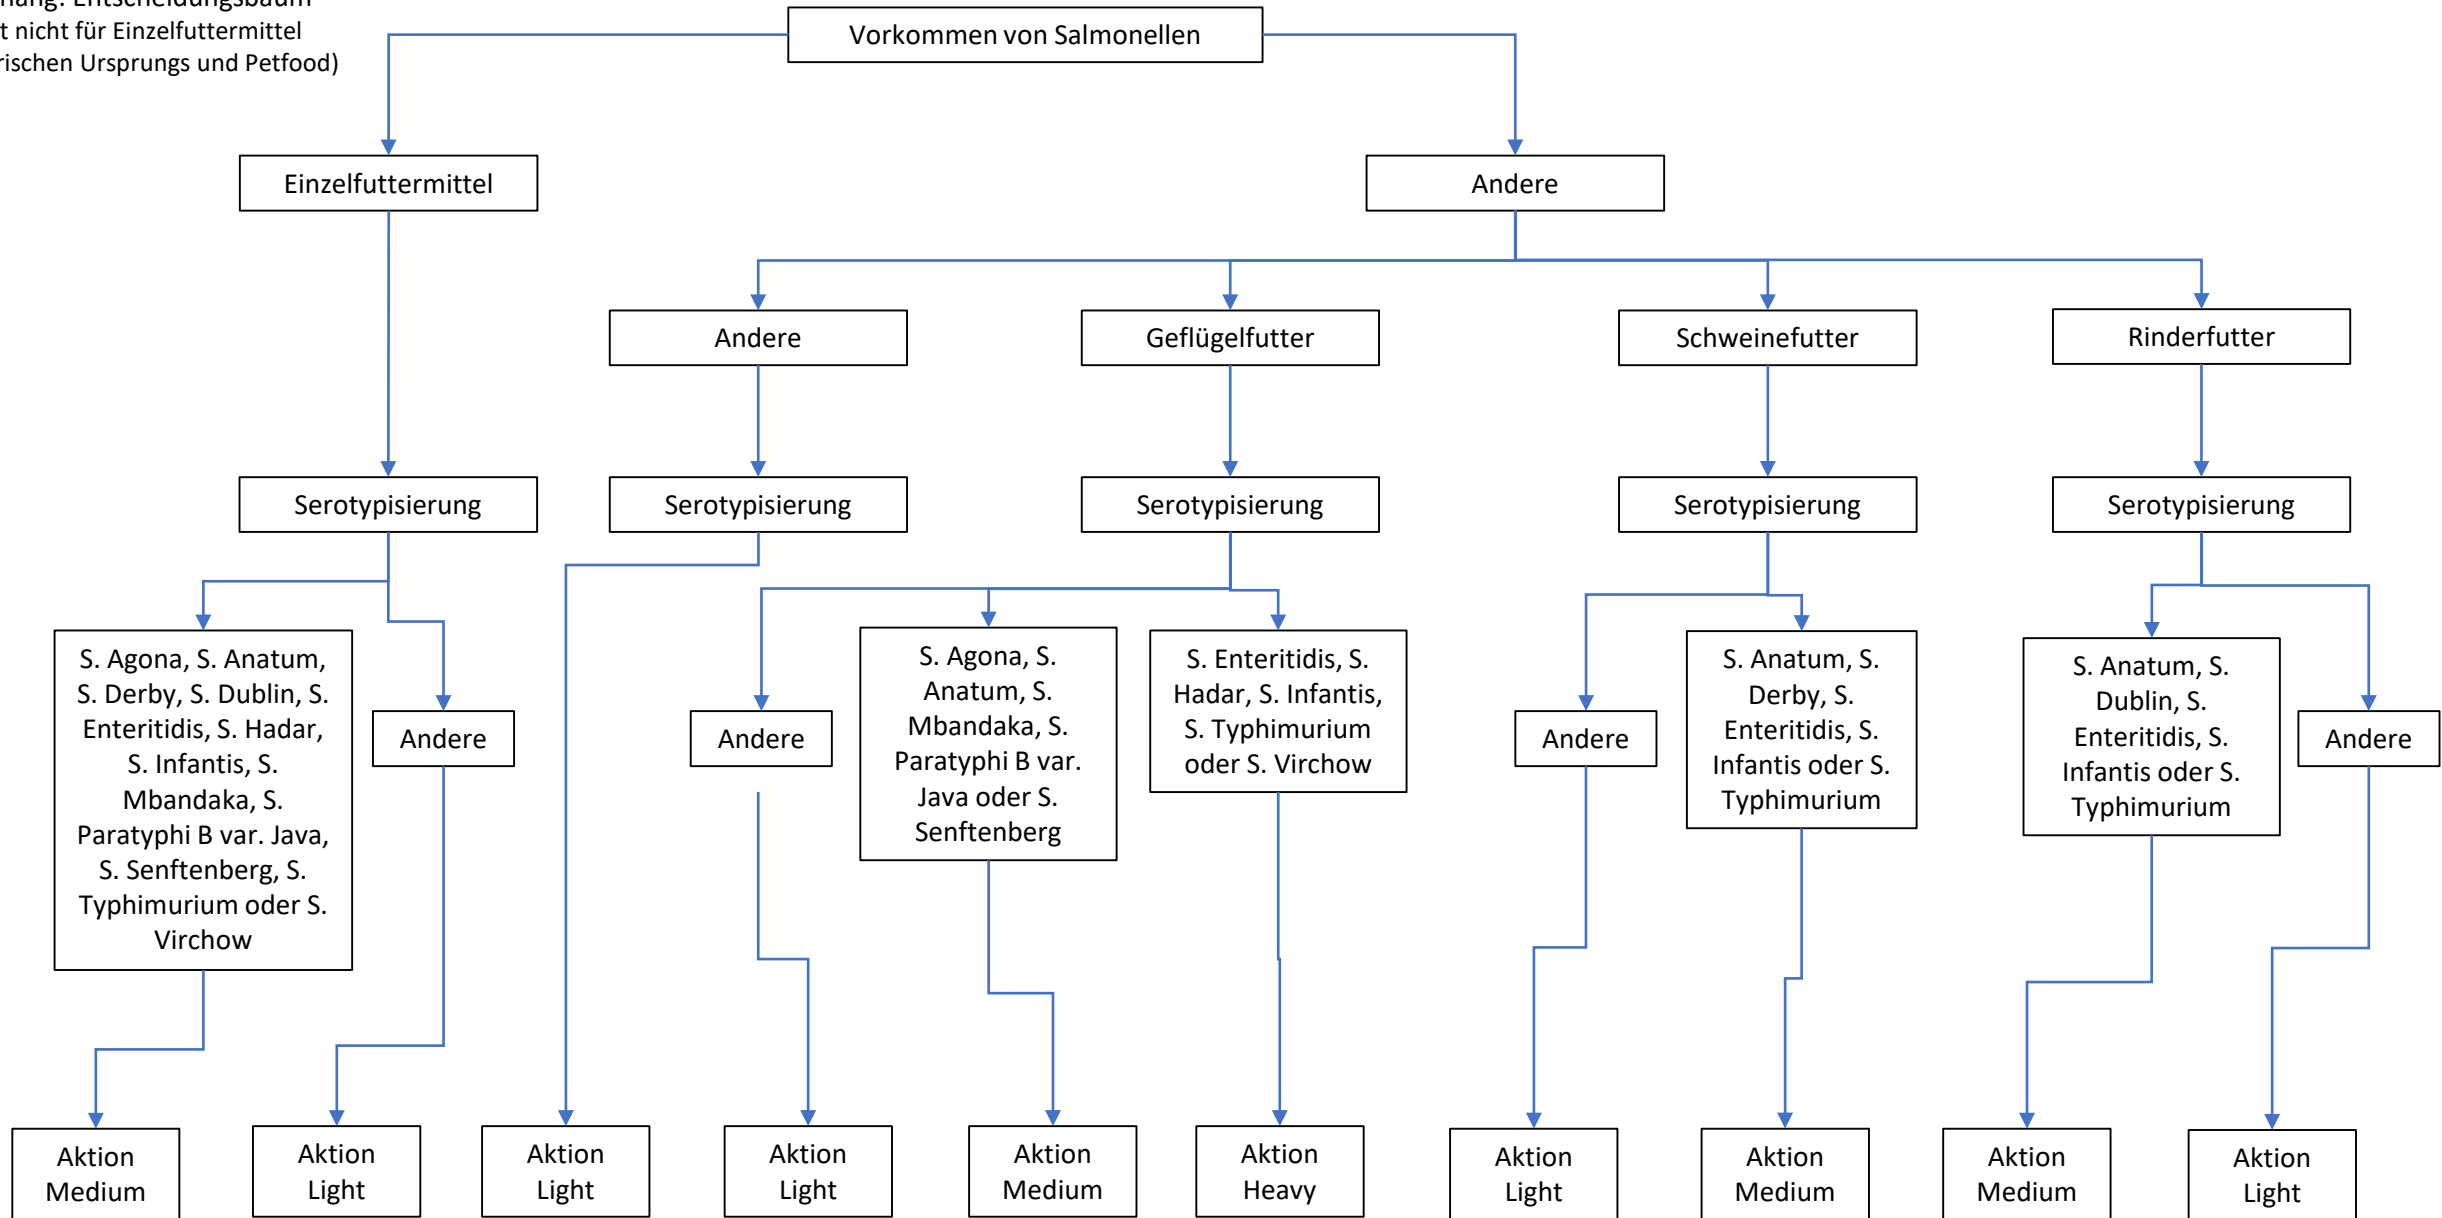 Entscheidungsbaum
nicht für Einzelfuttermittel
Ursprungs und Petfood)
Vorkommen von Salmonellen
Einzelfuttermittel
Andere
Andere
Geflügelfutter
Schweinefutter
Rinderfutter
Serotypisierung
Serotypisierung
Serotypisierung
Serotypisierung
Serotypisierung
S. Agona, S. Anatum,
S. Derby, S. Dublin, S.
Enteritidis, S. Hadar,
S. Infantis, S.
Mbandaka, S.
Paratyphi B var. Java,
S. Senftenberg, S.
Typhimurium oder S.
Virchow
Andere
Andere
S. Agona, S.
Anatum, S.
Mbandaka, S.
Paratyphi B var.
Java oder S.
Senftenberg
S. Enteritidis, S.
Hadar, S. Infantis,
S. Typhimurium
oder S. Virchow
Andere
S. Anatum, S.
Derby, S.
Enteritidis, S.
Infantis oder S.
Typhimurium
S. Anatum, S.
Dublin, S.
Enteritidis, S.
Infantis oder S.
Typhimurium
Andere
Aktion
Medium
Aktion
Light
Aktion
Light
Aktion
Light
Aktion
Medium
Aktion
Heavy
Aktion
Light
Aktion
Medium
Aktion
Medium
Aktion
Light